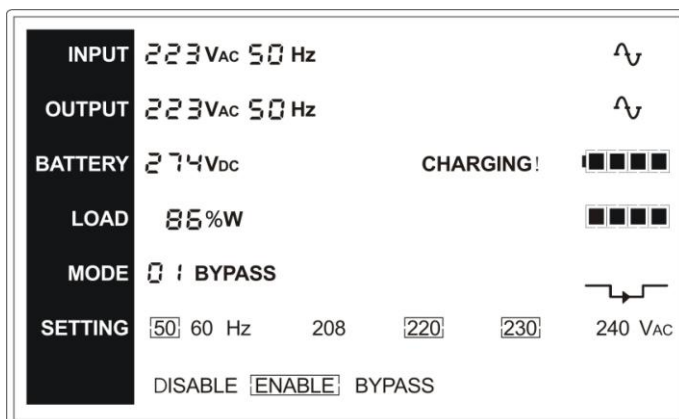 INPUT 223 VAC 50 Hz
OUTPUT 223 VAC 50 Hz
BATTERY 274 VDC CHARGING!
LOAD 86%W
MODE 01 BYPASS
SETTING 50 60 Hz 208 220 230 240 VAC
DISABLE ENABLE BYPASS